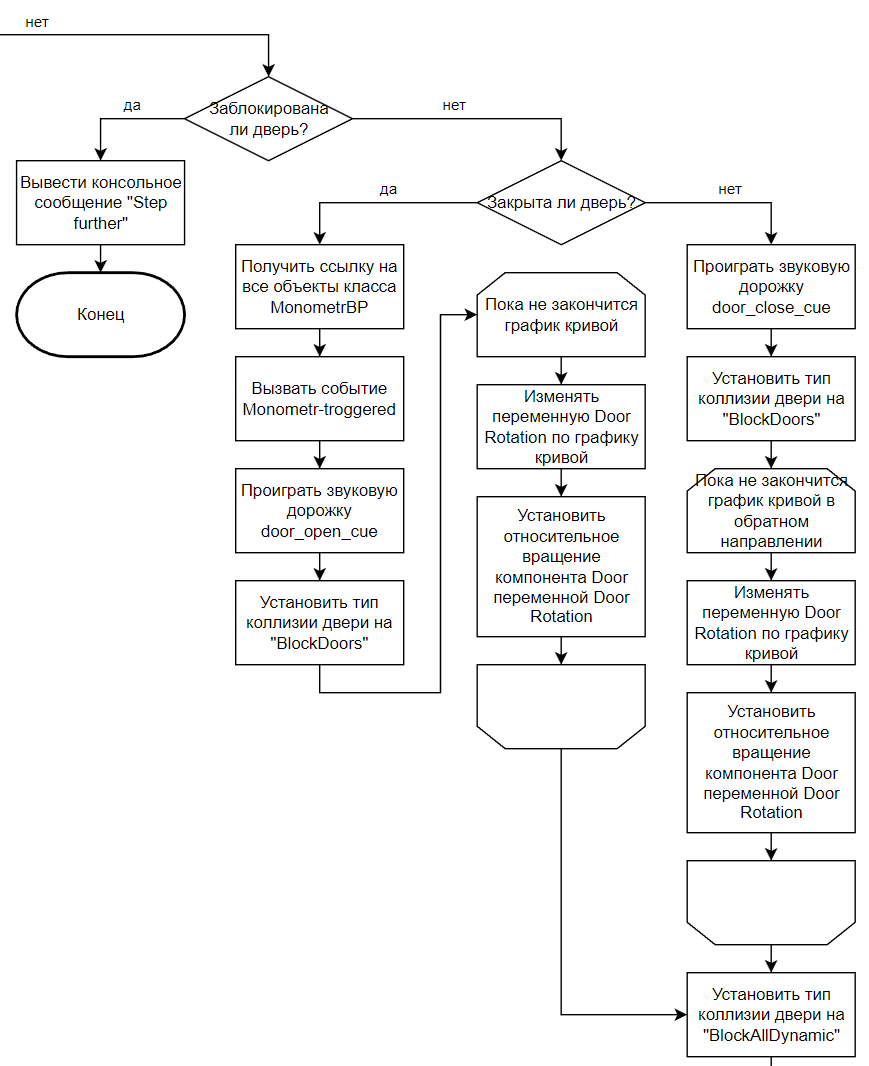 нет
Заблокирована
ли дверь?
да
нет
Вывести консольное
сообщение "Step
further"
Конец
Закрыта ли дверь?
да
нет
Получить ссылку на
все объекты класса
MonometrBP
Вызвать событие
Monometr-troggered
Проиграть звуковую
дорожку
door_open_cue
Установить тип
коллизии двери на
"BlockDoors"
Пока не закончится
график кривой
Изменять
переменную Door
Rotation по графику
кривой
Установить
относительное
вращение
компонента Door
переменной Door
Rotation
Проиграть звуковую
дорожку
door_close_cue
Установить тип
коллизии двери на
"BlockDoors"
Пока не закончится
график кривой в
обратном
направлении
Изменять
переменную Door
Rotation по графику
кривой
Установить
относительное
вращение
компонента Door
переменной Door
Rotation
Установить тип
коллизии двери на
"BlockAllDynamic"